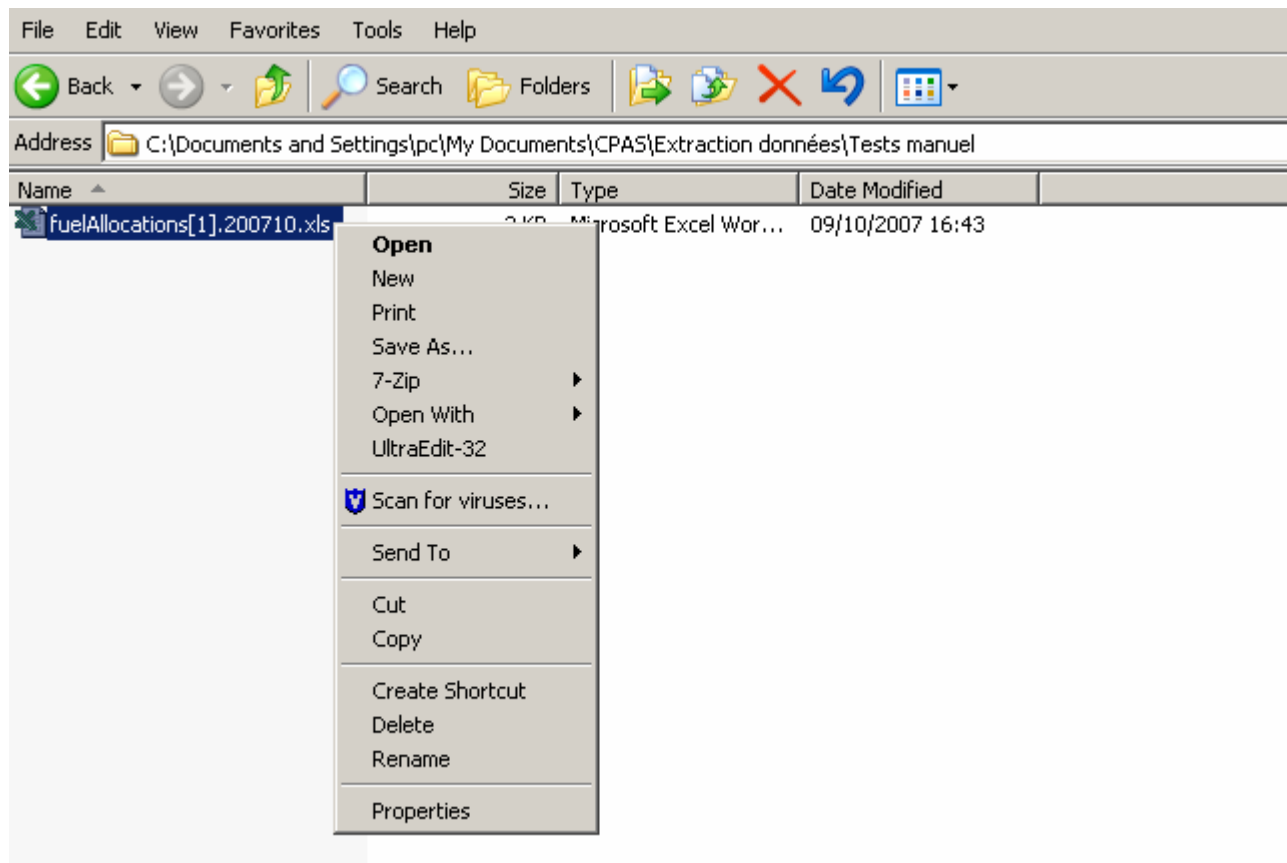 File Edit View Favorites Tools Help
Back Search Folders
Address C:\Documents and Settings\pc\My Documents\CPAS\Extraction données\Tests manuel
Name Size Type Date Modified
fuelAllocations[1].200710.xls KB Microsoft Excel Wor... 09/10/2007 16:43
Open
New
Print
Save As...
7-Zip
Open With
UltraEdit-32
Scan for viruses...
Send To
Cut
Copy
Create Shortcut
Delete
Rename
Properties